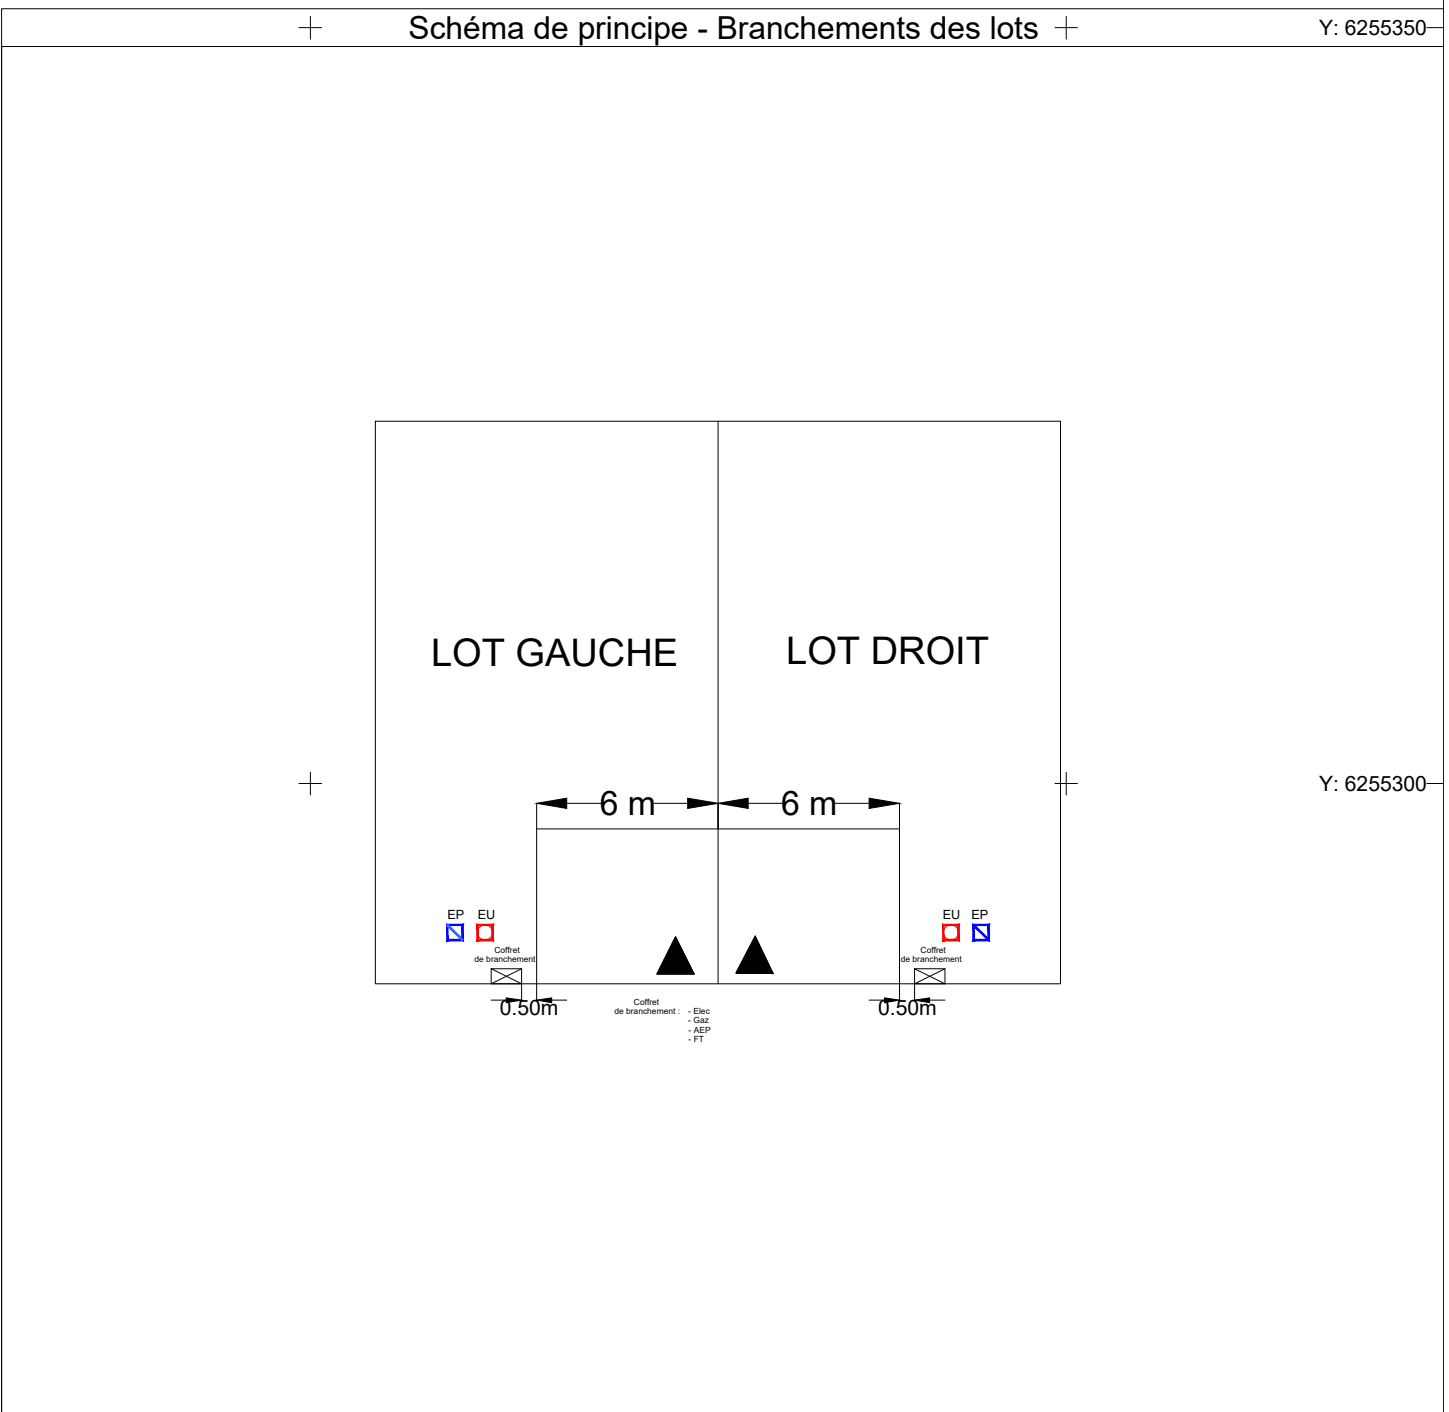 Schéma de principe - Branchements des lots
Y: 6255350
LOT GAUCHE
LOT DROIT
Y: 6255300
6 m
6 m
EP EU
EU EP
Coffret
de branchement
Coffret
de branchement
0.50m
0.50m
Coffret
de branchement : - Elec
- Gaz
- AEP
- FT